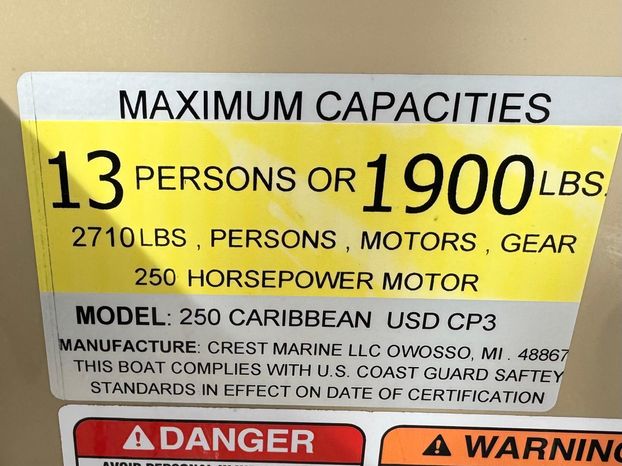 MAXIMUM CAPACITIES
13 PERSONS OR 1900 LBS.
2710 LBS , PERSONS , MOTORS , GEAR
250 HORSEPOWER MOTOR
MODEL: 250 CARIBBEAN USD CP3
MANUFACTURE: CREST MARINE LLC OWOSSO, MI . 48867
THIS BOAT COMPLIES WITH U.S. COAST GUARD SAFTEY
STANDARDS IN EFFECT ON DATE OF CERTIFICATION
DANGER
WARNING